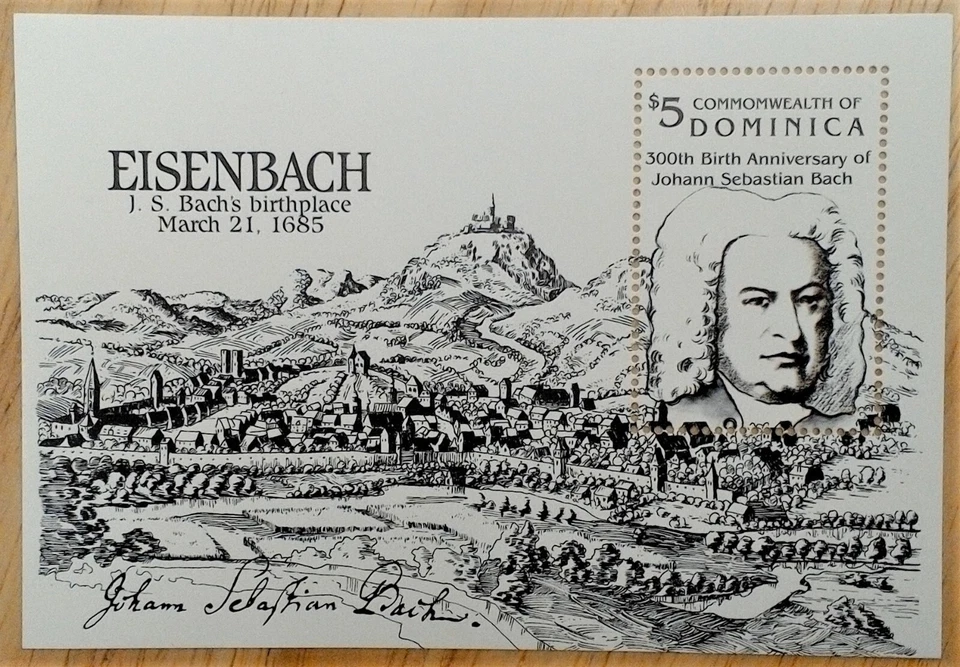 EISENBACH
J. S. Bach's birthplace
March 21, 1685
$5 COMMOMWEALTH OF
DOMINICA
300th Birth Anniversary of
Johann Sebastian Bach
Johann Sebastian Bach.